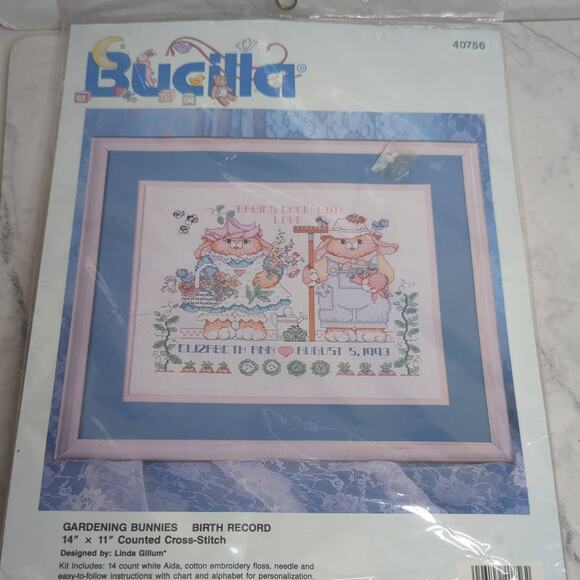 Bucilla®
40756
BABIES GROW WITH
LOVE
ELIZABETH ANN AUGUST 5, 1993
GARDENING BUNNIES BIRTH RECORD
14" × 11" Counted Cross-Stitch
Designed by: Linda Gillum*
Kit Includes: 14 count white Aida, cotton embroidery floss, needle and
easy-to-follow instructions with chart and alphabet for personalization.